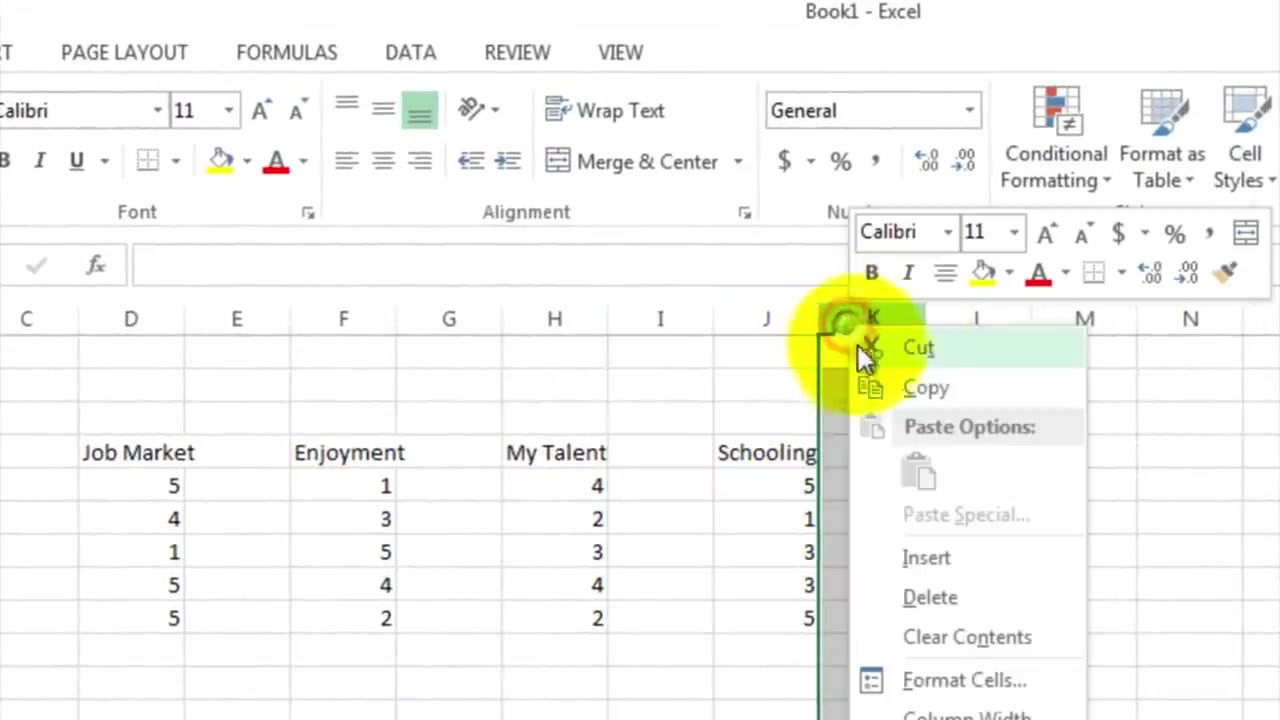 Book1 - Excel
PAGE LAYOUT FORMULAS DATA REVIEW VIEW
Calibri 11 Wrap Text General
B I U A Merge & Center $ % , Conditional Formatting Format as Table Cell Styles
Font Alignment
Calibri 11 A A $ % ,
B I A
fx
C D E F G H I J K M N
Cut
Copy
Paste Options:
Job Market Enjoyment My Talent Schooling
5 1 4 5
4 3 2 1
Paste Special...
1 5 3 3
Insert
5 4 4 3
Delete
5 2 2 5
Clear Contents
Format Cells...
Column Width